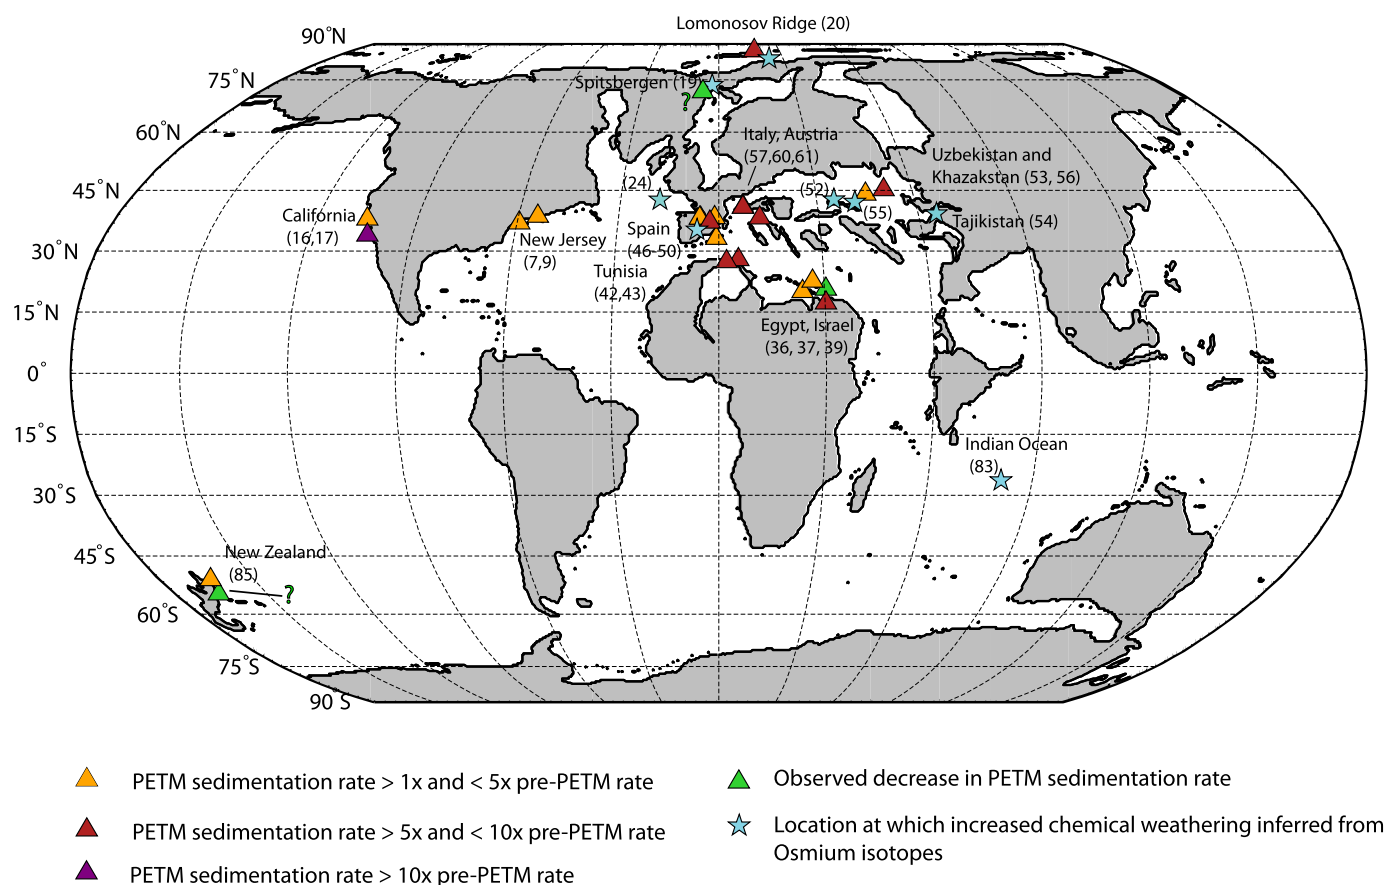 Lomonosov Ridge (20)
90°N
75°N
Spitsbergen (19)
?
60°N
Italy, Austria
(57,60,61)
Uzbekistan and
Khazakstan (53, 56)
45°N
(24)
(52)
(55)
California
(16,17)
Spain
(46-50)
Tajikistan (54)
New Jersey
(7,9)
30°N
Tunisia
(42,43)
15°N
Egypt, Israel
(36, 37, 39)
0°
15°S
Indian Ocean
(83)
30°S
45°S
New Zealand
(85)
?
60°S
75°S
90°S
PETM sedimentation rate > 1x and < 5x pre-PETM rate
PETM sedimentation rate > 5x and < 10x pre-PETM rate
PETM sedimentation rate > 10x pre-PETM rate
Observed decrease in PETM sedimentation rate
Location at which increased chemical weathering inferred from
Osmium isotopes